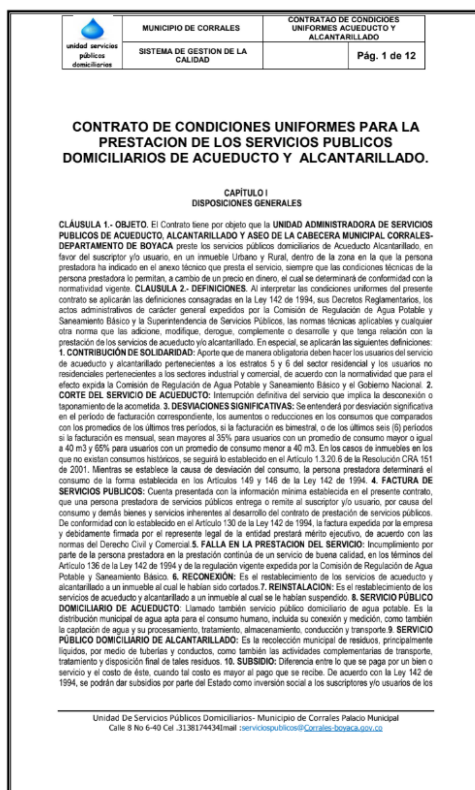 unidad servicios
públicos
domiciliarios
MUNICIPIO DE CORRALES
CONTRATAO DE CONDICIOES
UNIFORMES ACUEDUCTO Y
ALCANTARILLADO
SISTEMA DE GESTION DE LA
CALIDAD
Pág. 1 de 12
CONTRATO DE CONDICIONES UNIFORMES PARA LA
PRESTACION DE LOS SERVICIOS PUBLICOS
DOMICILIARIOS DE ACUEDUCTO Y ALCANTARILLADO.
CAPÍTULO I
DISPOSICIONES GENERALES
CLÁUSULA 1.- OBJETO. El Contrato tiene por objeto que la UNIDAD ADMINISTRADORA DE SERVICIOS
PUBLICOS DE ACUEDUCTO, ALCANTARILLADO Y ASEO DE LA CABECERA MUNICIPAL CORRALES-
DEPARTAMENTO DE BOYACA preste los servicios públicos domiciliarios de Acueducto Alcantarillado, en
favor del suscriptor y/o usuario, en un inmueble Urbano y Rural, dentro de la zona en la que la persona
prestadora ha indicado en el anexo técnico que presta el servicio, siempre que las condiciones técnicas de la
persona prestadora lo permitan, a cambio de un precio en dinero, el cual se determinará de conformidad con la
normatividad vigente. CLAUSULA 2.- DEFINICIONES. Al interpretar las condiciones uniformes del presente
contrato se aplicarán las definiciones consagradas en la Ley 142 de 1994, sus Decretos Reglamentarios, los
actos administrativos de carácter general expedidos por la Comisión de Regulación de Agua Potable y
Saneamiento Básico y la Superintendencia de Servicios Públicos, las normas técnicas aplicables y cualquier
otra norma que las adicione, modifique, derogue, complemente o desarrolle y que tenga relación con la
prestación de los servicios de acueducto y/o alcantarillado. En especial, se aplicarán las siguientes definiciones:
1. CONTRIBUCIÓN DE SOLIDARIDAD: Aporte que de manera obligatoria deben hacer los usuarios del servicio
de acueducto y alcantarillado pertenecientes a los estratos 5 y 6 del sector residencial y los usuarios no
residenciales pertenecientes a los sectores industrial y comercial, de acuerdo con la normatividad que para el
efecto expida la Comisión de Regulación de Agua Potable y Saneamiento Básico y el Gobierno Nacional. 2.
CORTE DEL SERVICIO DE ACUEDUCTO: Interrupción definitiva del servicio que implica la desconexión o
taponamiento de la acometida. 3. DESVIACIONES SIGNIFICATIVAS: Se entenderá por desviación significativa
en el período de facturación correspondiente, los aumentos o reducciones en los consumos que comparados
con los promedios de los últimos tres períodos, si la facturación es bimestral, o de los últimos seis (6) períodos
si la facturación es mensual, sean mayores al 35% para usuarios con un promedio de consumo mayor o igual
a 40 m3 y 65% para usuarios con un promedio de consumo menor a 40 m3. En los casos de inmuebles en los
que no existan consumos históricos, se seguirá lo establecido en el Artículo 1.3.20.6 de la Resolución CRA 151
de 2001. Mientras se establece la causa de desviación del consumo, la persona prestadora determinará el
consumo de la forma establecida en los Artículos 149 y 146 de la Ley 142 de 1994. 4. FACTURA DE
SERVICIOS PUBLICOS: Cuenta presentada con la información mínima establecida en el presente contrato,
que una persona prestadora de servicios públicos entrega o remite al suscriptor y/o usuario, por causa del
consumo y demás bienes y servicios inherentes al desarrollo del contrato de prestación de servicios públicos.
De conformidad con lo establecido en el Artículo 130 de la Ley 142 de 1994, la factura expedida por la empresa
y debidamente firmada por el represente legal de la entidad prestará mérito ejecutivo, de acuerdo con las
normas del Derecho Civil y Comercial.5. FALLA EN LA PRESTACION DEL SERVICIO: Incumplimiento por
parte de la persona prestadora en la prestación continúa de un servicio de buena calidad, en los términos del
Artículo 136 de la Ley 142 de 1994 y de la regulación vigente expedida por la Comisión de Regulación de Agua
Potable y Saneamiento Básico. 6. RECONEXIÓN: Es el restablecimiento de los servicios de acueducto y
alcantarillado a un inmueble al cual le habían sido cortados.7. REINSTALACION: Es el restablecimiento de los
servicios de acueducto y alcantarillado a un inmueble al cual se le habían suspendido. 8. SERVICIO PÚBLICO
DOMICILIARIO DE ACUEDUCTO: Llamado también servicio público domiciliario de agua potable. Es la
distribución municipal de agua apta para el consumo humano, incluida su conexión y medición, como también
la captación de agua y su procesamiento, tratamiento, almacenamiento, conducción y transporte.9. SERVICIO
PÚBLICO DOMICILIARIO DE ALCANTARILLADO: Es la recolección municipal de residuos, principalmente
líquidos, por medio de tuberías y conductos, como también las actividades complementarias de transporte,
tratamiento y disposición final de tales residuos. 10. SUBSIDIO: Diferencia entre lo que se paga por un bien o
servicio y el costo de éste, cuando tal costo es mayor al pago que se recibe. De acuerdo con la Ley 142 de
1994, se podrán dar subsidios por parte del Estado como inversión social a los suscriptores y/o usuarios de los
Unidad De Servicios Públicos Domiciliarios- Municipio de Corrales Palacio Municipal
Calle 8 No 6-40 Cel .31381744341mail :serviciospublicos@Corrales-boyaca.gov.co